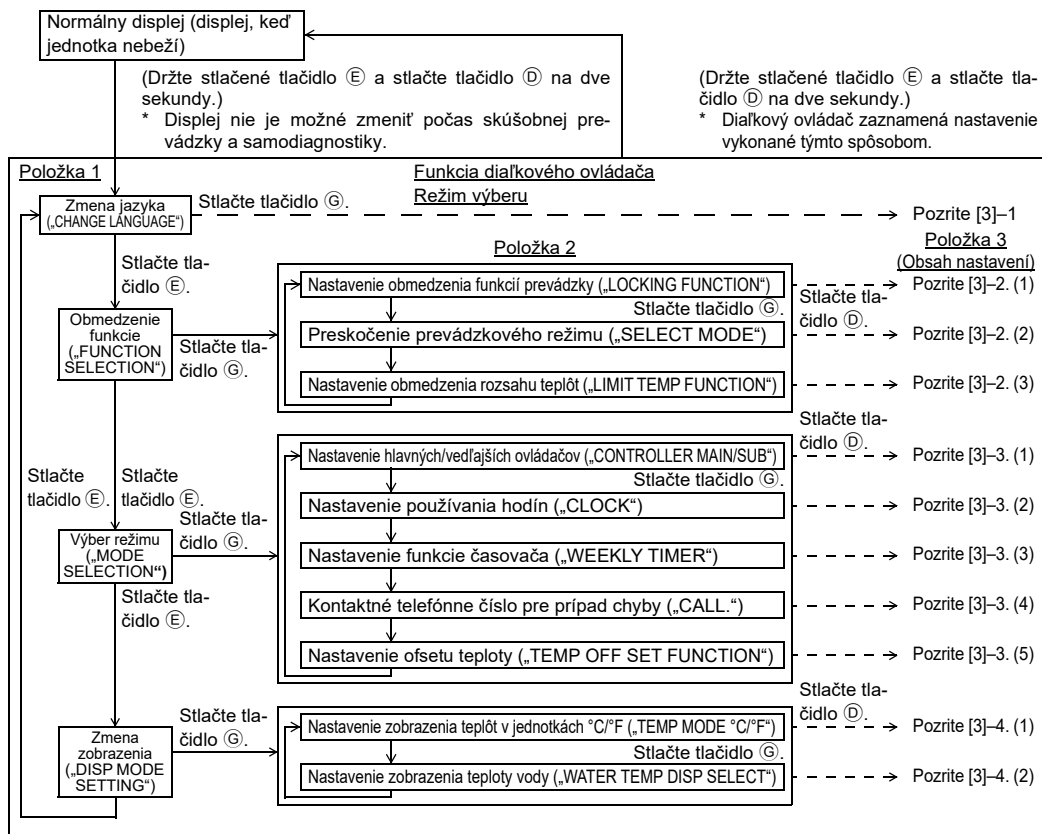 Normálny displej (displej, keď
jednotka nebeží)
(Držte stlačené tlačidlo Ⓔ a stlačte tlačidlo Ⓓ na dve
sekundy.)
* Displej nie je možné zmeniť počas skúšobnej pre-
vádzky a samodiagnostiky.
(Držte stlačené tlačidlo Ⓔ a stlačte tla-
čidlo Ⓓ na dve sekundy.)
* Diaľkový ovládač zaznamená nastavenie
vykonané týmto spôsobom.
Položka 1
Funkcia diaľkového ovládača
Režim výberu
Zmena jazyka
(„CHANGE LANGUAGE“)
Stlačte tlačidlo Ⓖ.
Pozrite [3]–1
Položka 2
Položka 3
(Obsah nastavení)
Stlačte tla-
čidlo Ⓔ.
Obmedzenie
funkcie
(„FUNCTION
SELECTION“)
Stlačte tla-
čidlo Ⓖ.
Nastavenie obmedzenia funkcií prevádzky („LOCKING FUNCTION“)
Stlačte tlačidlo Ⓖ.
Stlačte tla-
čidlo Ⓓ.
Pozrite [3]–2. (1)
Preskočenie prevádzkového režimu („SELECT MODE“)
Pozrite [3]–2. (2)
Nastavenie obmedzenia rozsahu teplôt („LIMIT TEMP FUNCTION“)
Pozrite [3]–2. (3)
Stlačte
tlačidlo Ⓔ.
Stlačte
tlačidlo Ⓔ.
Výber režimu
(„MODE
SELECTION“)
Stlačte tla-
čidlo Ⓖ.
Nastavenie hlavných/vedľajších ovládačov („CONTROLLER MAIN/SUB“)
Stlačte tlačidlo Ⓖ.
Stlačte tla-
čidlo Ⓓ.
Pozrite [3]–3. (1)
Nastavenie používania hodín („CLOCK“)
Pozrite [3]–3. (2)
Nastavenie funkcie časovača („WEEKLY TIMER“)
Pozrite [3]–3. (3)
Kontaktné telefónne číslo pre prípad chyby („CALL.“)
Pozrite [3]–3. (4)
Nastavenie ofsetu teploty („TEMP OFF SET FUNCTION“)
Pozrite [3]–3. (5)
Stlačte tla-
čidlo Ⓔ.
Zmena
zobrazenia
(„DISP MODE
SETTING“)
Stlačte tla-
čidlo Ⓖ.
Nastavenie zobrazenia teplôt v jednotkách °C/°F („TEMP MODE °C/°F“)
Stlačte tlačidlo Ⓖ.
Stlačte tla-
čidlo Ⓓ.
Pozrite [3]–4. (1)
Nastavenie zobrazenia teploty vody („WATER TEMP DISP SELECT“)
Pozrite [3]–4. (2)